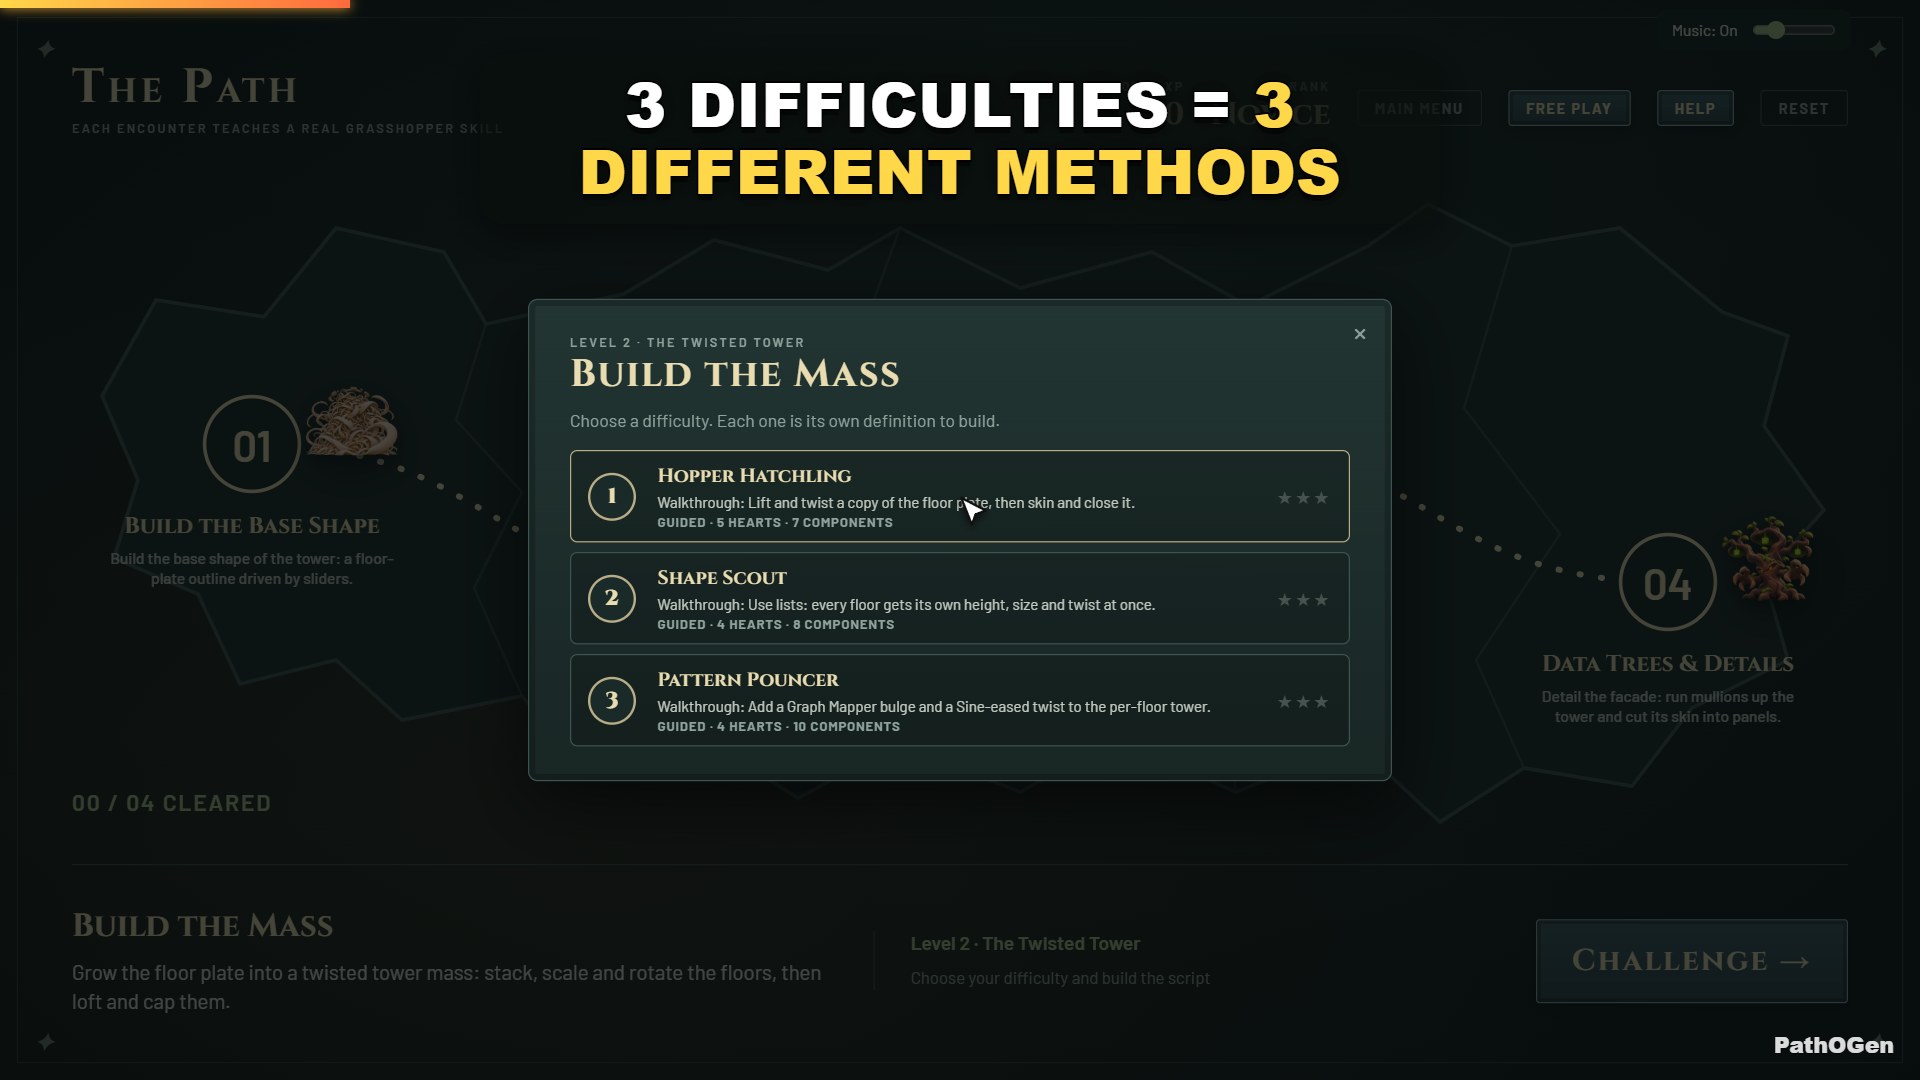 Music: On
THE PATH
EACH ENCOUNTER TEACHES A REAL GRASSHOPPER SKILL
3 DIFFICULTIES = 3
DIFFERENT METHODS
RANK
MAIN MENU
FREE PLAY
HELP
RESET
LEVEL 2 · THE TWISTED TOWER
BUILD THE MASS
Choose a difficulty. Each one is its own definition to build.
1
HOPPER HATCHLING
Walkthrough: Lift and twist a copy of the floor plate, then skin and close it.
GUIDED · 5 HEARTS · 7 COMPONENTS
2
SHAPE SCOUT
Walkthrough: Use lists: every floor gets its own height, size and twist at once.
GUIDED · 4 HEARTS · 8 COMPONENTS
3
PATTERN POUNCER
Walkthrough: Add a Graph Mapper bulge and a Sine-eased twist to the per-floor tower.
GUIDED · 4 HEARTS · 10 COMPONENTS
01
BUILD THE BASE SHAPE
Build the base shape of the tower: a floor-
plate outline driven by sliders.
04
DATA TREES & DETAILS
Detail the facade: run mullions up the
tower and cut its skin into panels.
00 / 04 CLEARED
BUILD THE MASS
Grow the floor plate into a twisted tower mass: stack, scale and rotate the floors, then
loft and cap them.
Level 2 · The Twisted Tower
Choose your difficulty and build the script
CHALLENGE →
PathOGen